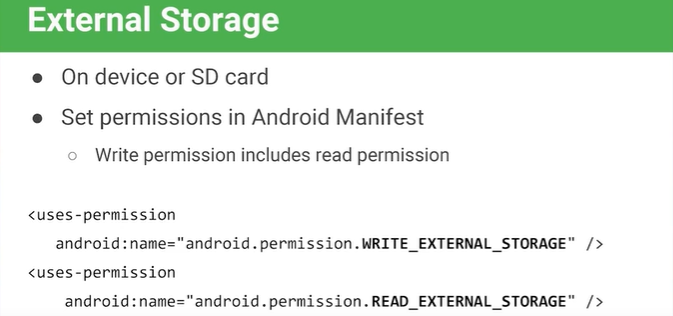 External Storage
● On device or SD card
● Set permissions in Android Manifest
○ Write permission includes read permission
<uses-permission
android:name="android.permission.WRITE_EXTERNAL_STORAGE" />
<uses-permission
android:name="android.permission.READ_EXTERNAL_STORAGE" />